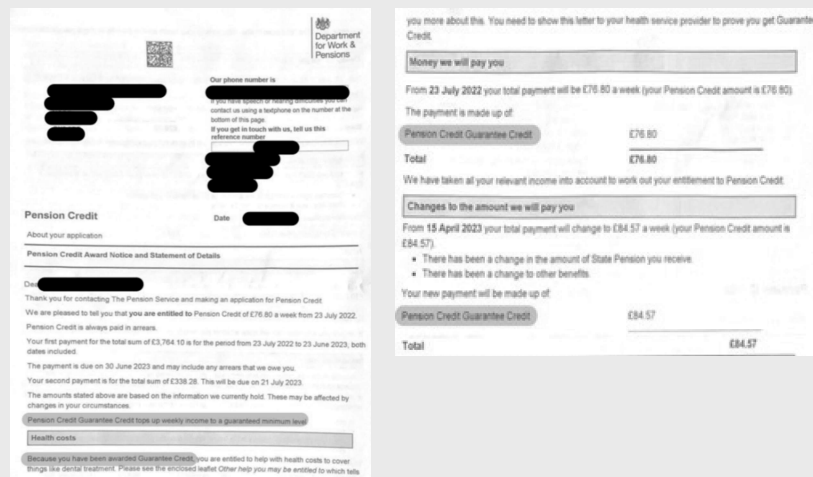 Department
for Work &
Pensions
Our phone number is
If you have speech or hearing difficulties you can
contact us using a textphone on the number at the
bottom of this page.
If you get in touch with us, tell us this
reference number
Pension Credit
Date
About your application
Pension Credit Award Notice and Statement of Details
Dea
Thank you for contacting The Pension Service and making an application for Pension Credit
We are pleased to tell you that you are entitled to Pension Credit of £76.80 a week from 23 July 2022.
Pension Credit is always paid in arrears.
Your first payment for the total sum of £3,764.10 is for the period from 23 July 2022 to 23 June 2023, both
dates included.
The payment is due on 30 June 2023 and may include any arrears that we owe you.
Your second payment is for the total sum of £338.28. This will be due on 21 July 2023.
The amounts stated above are based on the information we currently hold. These may be affected by
changes in your circumstances.
Pension Credit Guarantee Credit tops up weekly income to a guaranteed minimum level
Health costs
Because you have been awarded Guarantee Credit, you are entitled to help with health costs to cover
things like dental treatment. Please see the enclosed leaflet Other help you may be entitled to which tells
you more about this. You need to show this letter to your health service provider to prove you get Guarantee
Credit.
Money we will pay you
From 23 July 2022 your total payment will be £76.80 a week (your Pension Credit amount is £76.80).
The payment is made up of:
Pension Credit Guarantee Credit £76.80
Total £76.80
We have taken all your relevant income into account to work out your entitlement to Pension Credit.
Changes to the amount we will pay you
From 15 April 2023 your total payment will change to £84.57 a week (your Pension Credit amount is
£84.57).
• There has been a change in the amount of State Pension you receive.
• There has been a change to other benefits.
Your new payment will be made up of:
Pension Credit Guarantee Credit £84.57
Total £84.57